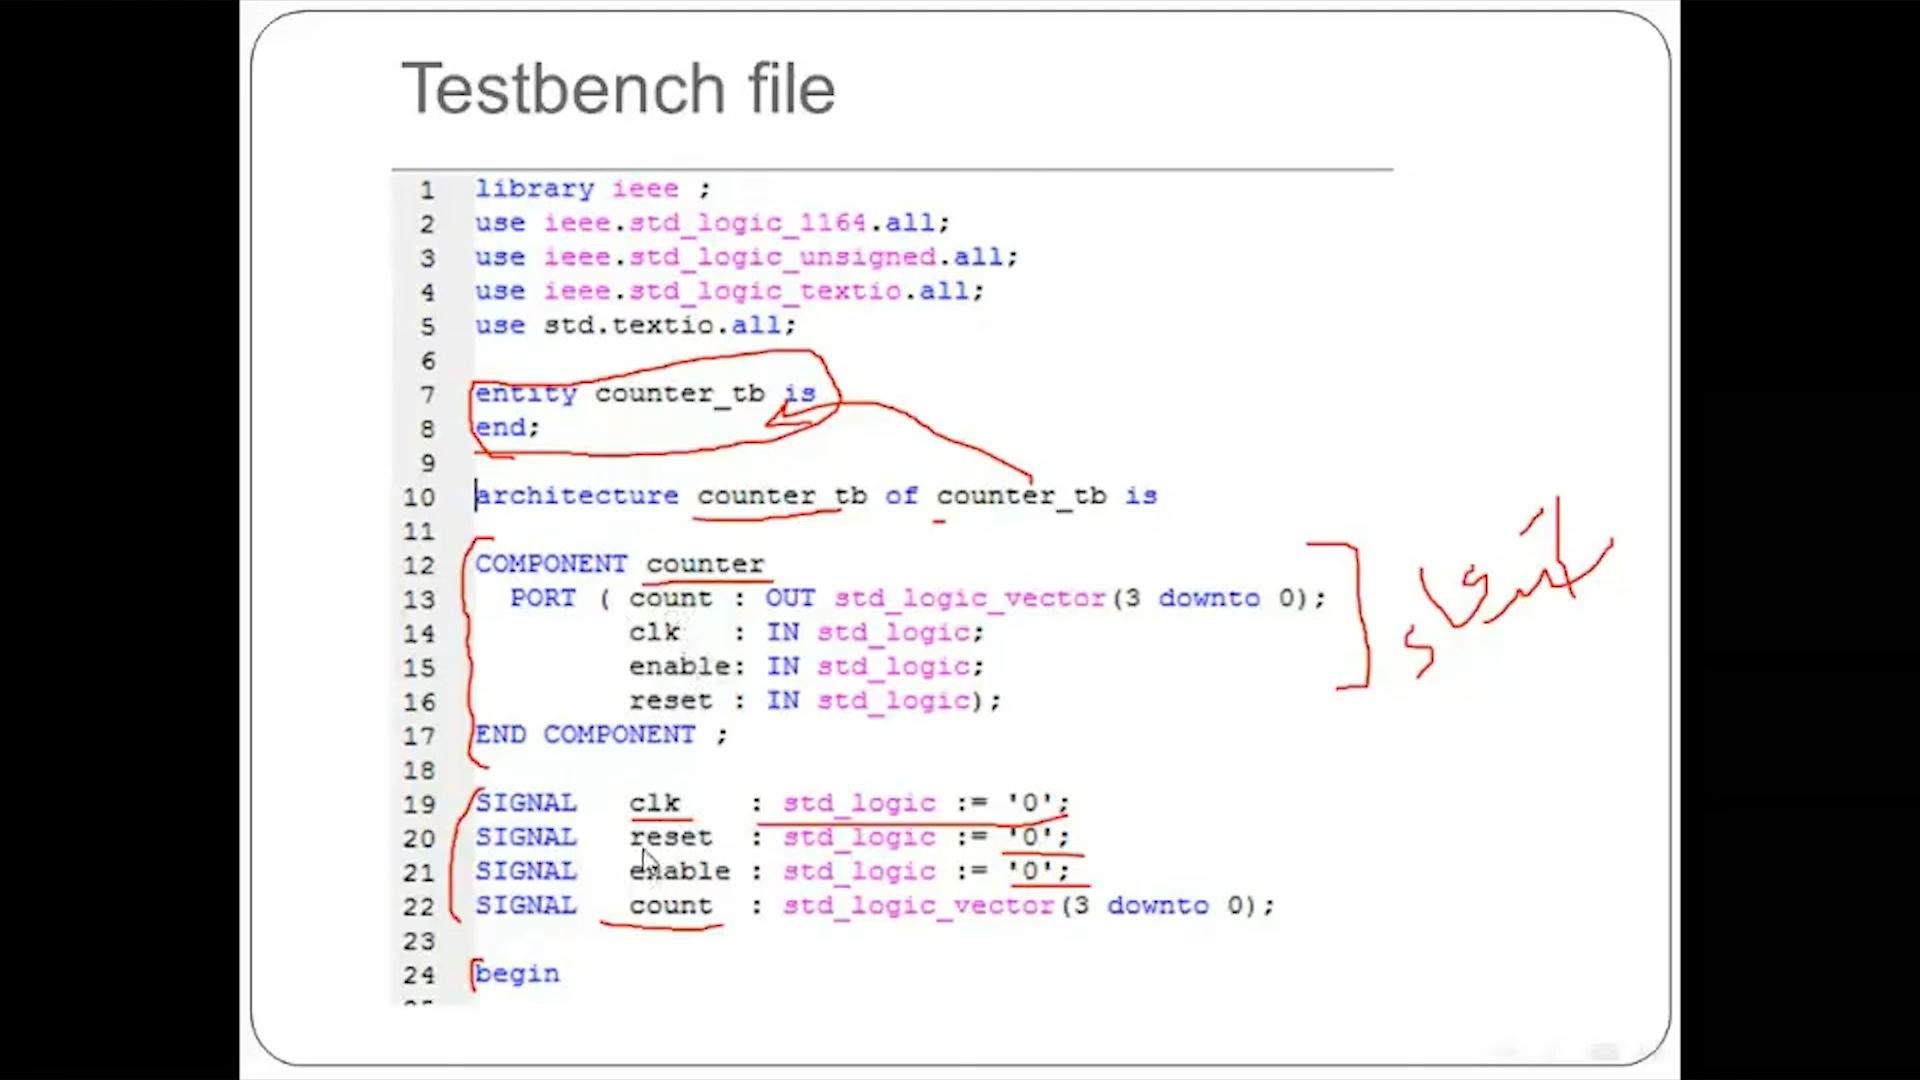 Testbench file
1 library ieee ;
2 use ieee.std_logic_1164.all;
3 use ieee.std_logic_unsigned.all;
4 use ieee.std_logic_textio.all;
5 use std.textio.all;
6
7 entity counter_tb is
8 end;
9
10 architecture counter_tb of counter_tb is
11
12 COMPONENT counter
13 PORT ( count : OUT std_logic_vector(3 downto 0);
14 clk : IN std_logic;
15 enable: IN std_logic;
16 reset : IN std_logic);
17 END COMPONENT ;
18
19 SIGNAL clk : std_logic := '0';
20 SIGNAL reset : std_logic := '0';
21 SIGNAL enable : std_logic := '0';
22 SIGNAL count : std_logic_vector(3 downto 0);
23
24 begin